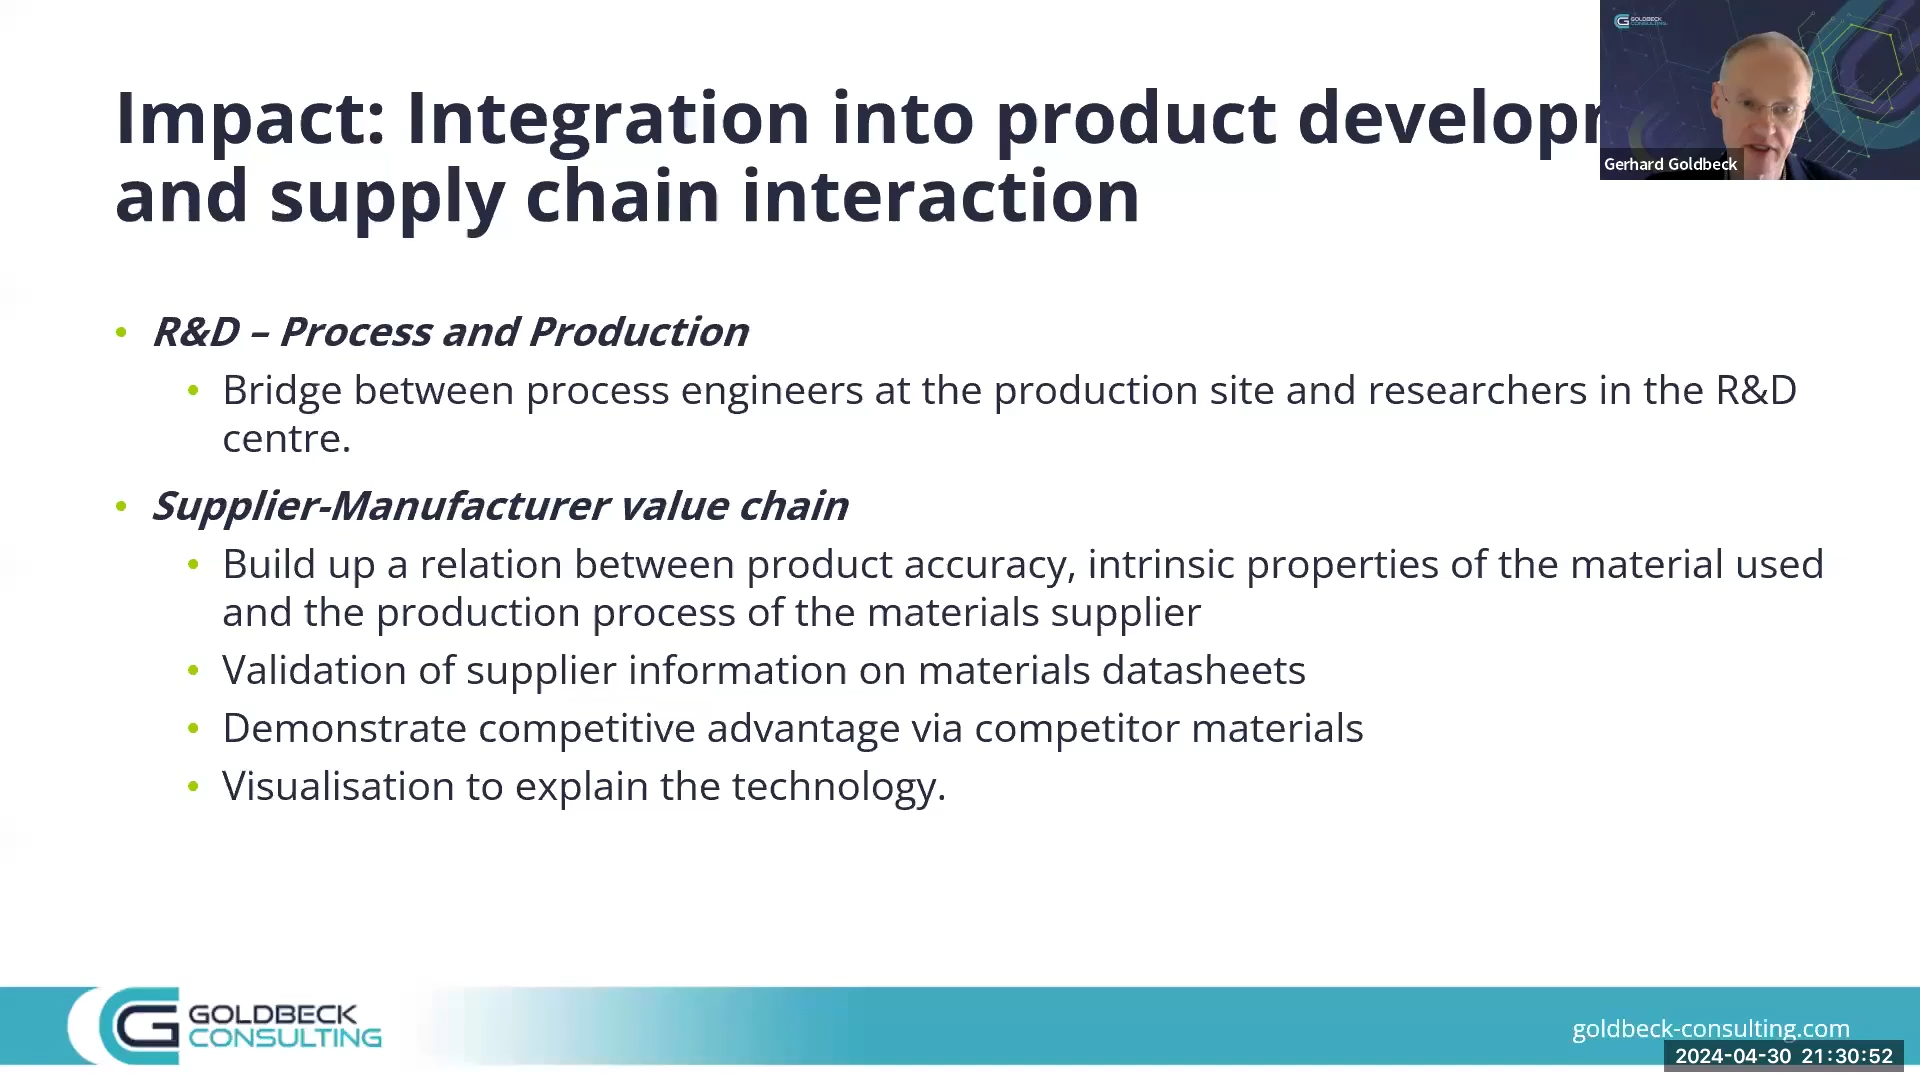 GOLDBECK
CONSULTING
Impact: Integration into product develop
and supply chain interaction
Gerhard Goldbeck
• R&D – Process and Production
• Bridge between process engineers at the production site and researchers in the R&D
centre.
• Supplier-Manufacturer value chain
• Build up a relation between product accuracy, intrinsic properties of the material used
and the production process of the materials supplier
• Validation of supplier information on materials datasheets
• Demonstrate competitive advantage via competitor materials
• Visualisation to explain the technology.
GOLDBECK
CONSULTING
goldbeck-consulting.com
2024-04-30 21:30:52